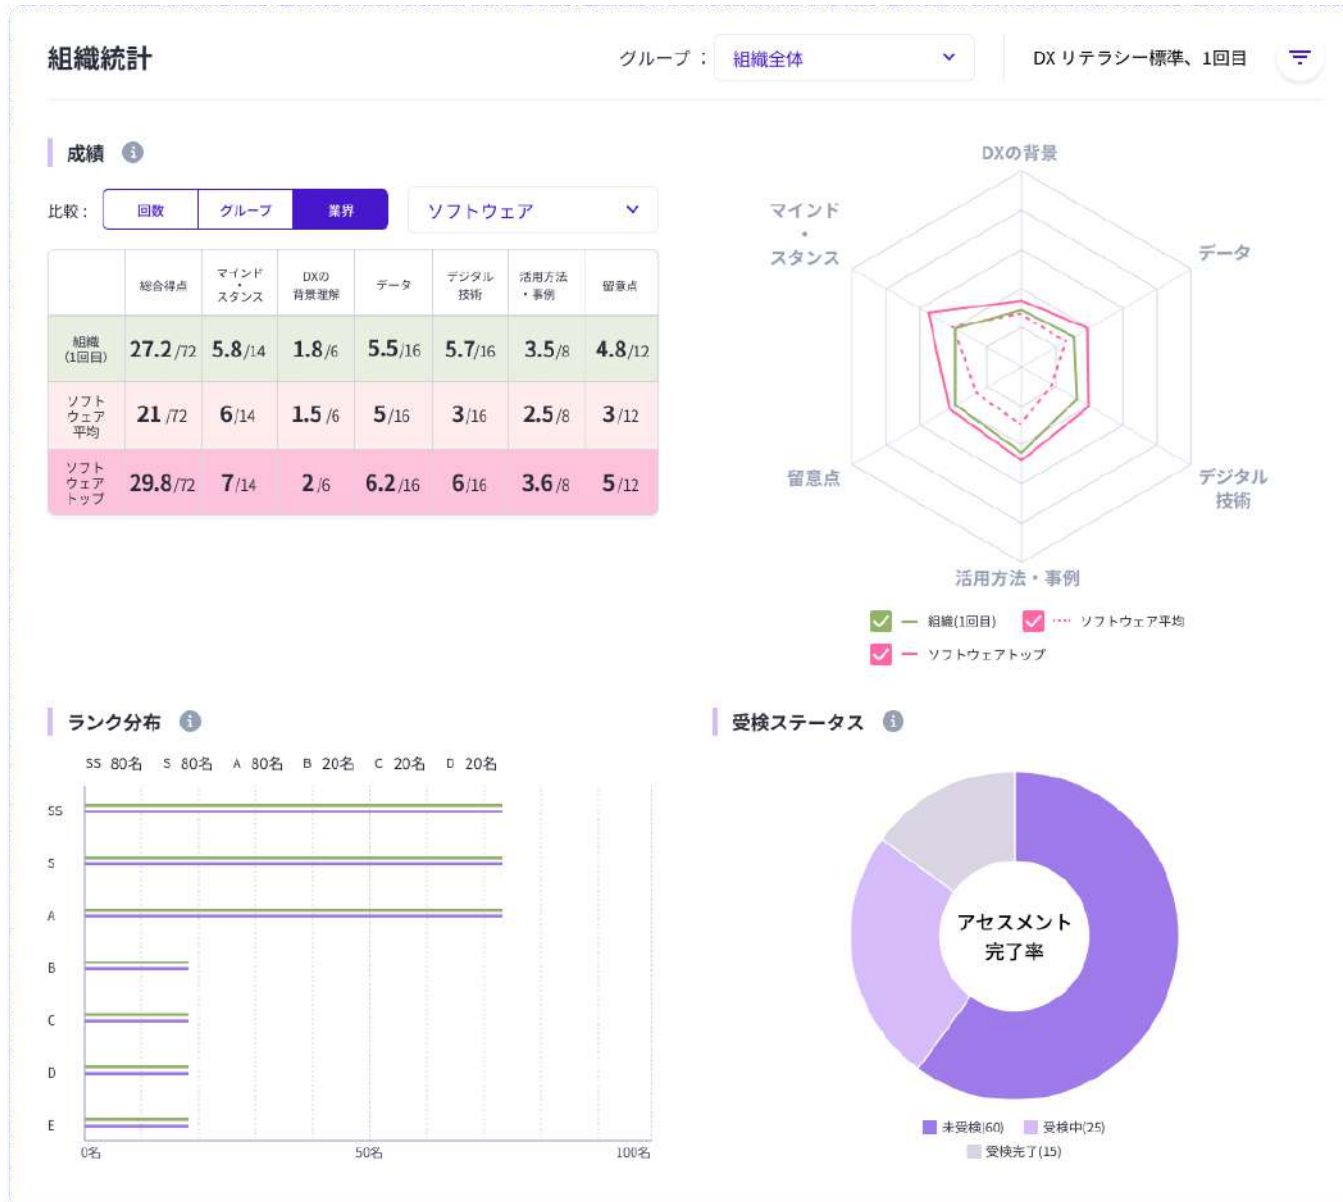 組織統計
グループ ： 組織全体
DX リテラシー標準、1回目
成績
比較： 回数 グループ 業界 ソフトウェア
総合得点 マインド・スタンス DXの背景理解 データ デジタル技術 活用方法・事例 留意点
組織(1回目) 27.2/72 5.8/14 1.8/6 5.5/16 5.7/16 3.5/8 4.8/12
ソフトウェア平均 21/72 6/14 1.5/6 5/16 3/16 2.5/8 3/12
ソフトウェアトップ 29.8/72 7/14 2/6 6.2/16 6/16 3.6/8 5/12
DXの背景
マインド・スタンス
データ
留意点
デジタル技術
活用方法・事例
組織(1回目) ソフトウェア平均
ソフトウェアトップ
ランク分布
SS 80名 S 80名 A 80名 B 20名 C 20名 D 20名
SS
S
A
B
C
D
E
0名 50名 100名
受検ステータス
アセスメント
完了率
未受検(60) 受検中(25)
受検完了(15)